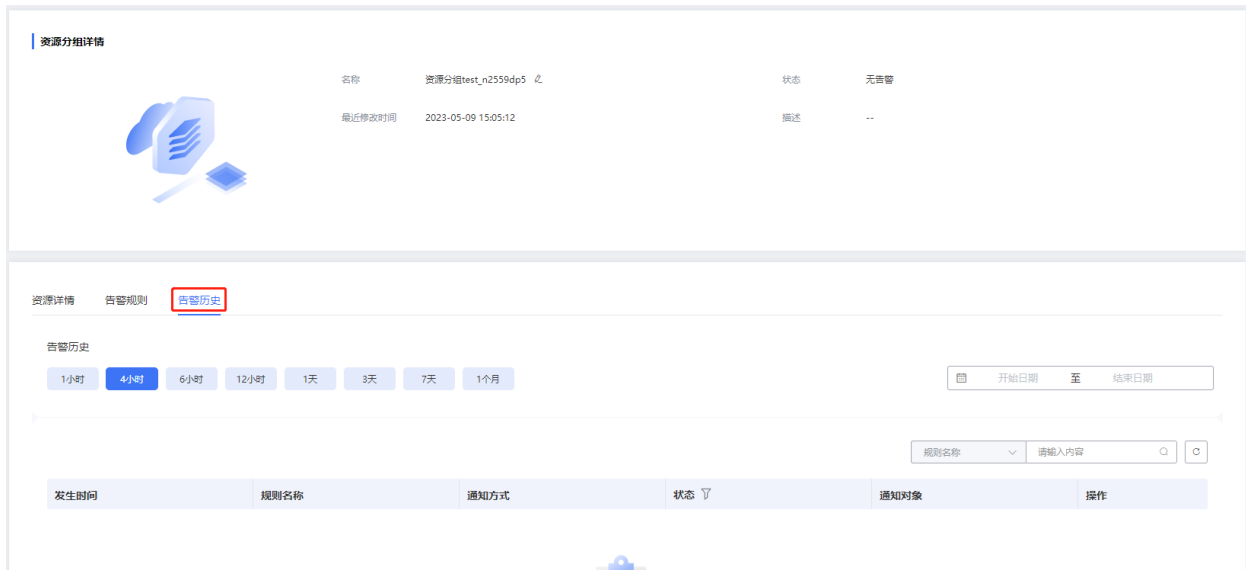 资源分组详情
名称 资源分组test_n2559dp5 状态 无告警
最近修改时间 2023-05-09 15:05:12 描述 --
资源详情 告警规则 告警历史
告警历史
1小时 4小时 6小时 12小时 1天 3天 7天 1个月 开始日期 至 结束日期
规则名称 请输入内容
发生时间 规则名称 通知方式 状态 通知对象 操作